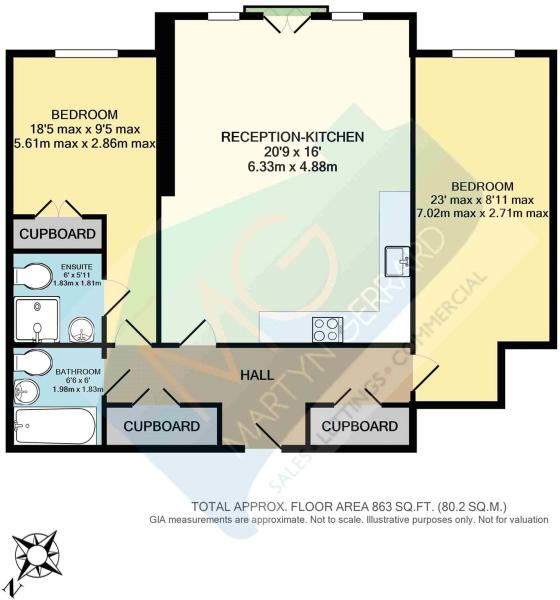 BEDROOM
18'5 max x 9'5 max
5.61m max x 2.86m max
RECEPTION-KITCHEN
20'9 x 16'
6.33m x 4.88m
BEDROOM
23' max x 8'11 max
7.02m max x 2.71m max
CUPBOARD
ENSUITE
6' x 5'11
1.83m x 1.81m
BATHROOM
6'6 x 6'
1.98m x 1.83m
HALL
CUPBOARD
CUPBOARD
MG
MARTYN GERRARD
SALES • LETTINGS • COMMERCIAL
TOTAL APPROX. FLOOR AREA 863 SQ.FT. (80.2 SQ.M.)
GIA measurements are approximate. Not to scale. Illustrative purposes only. Not for valuation
N